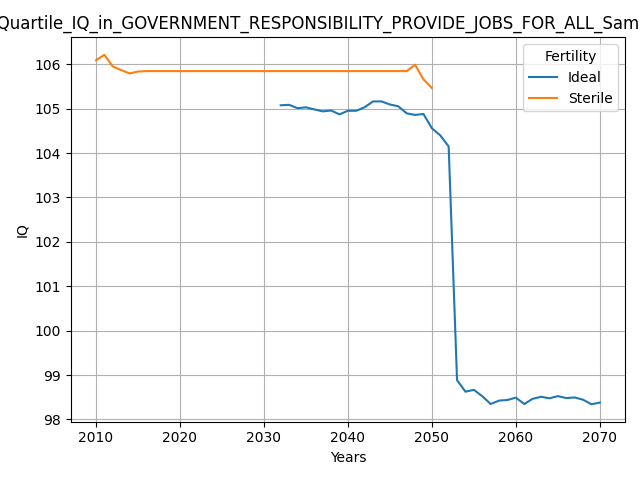 Quartile_IQ_in_GOVERNMENT_RESPONSIBILITY_PROVIDE_JOBS_FOR_ALL_Sam
Fertility
Ideal
Sterile
106
105
104
103
102
101
100
99
98
IQ
2010 2020 2030 2040 2050 2060 2070
Years